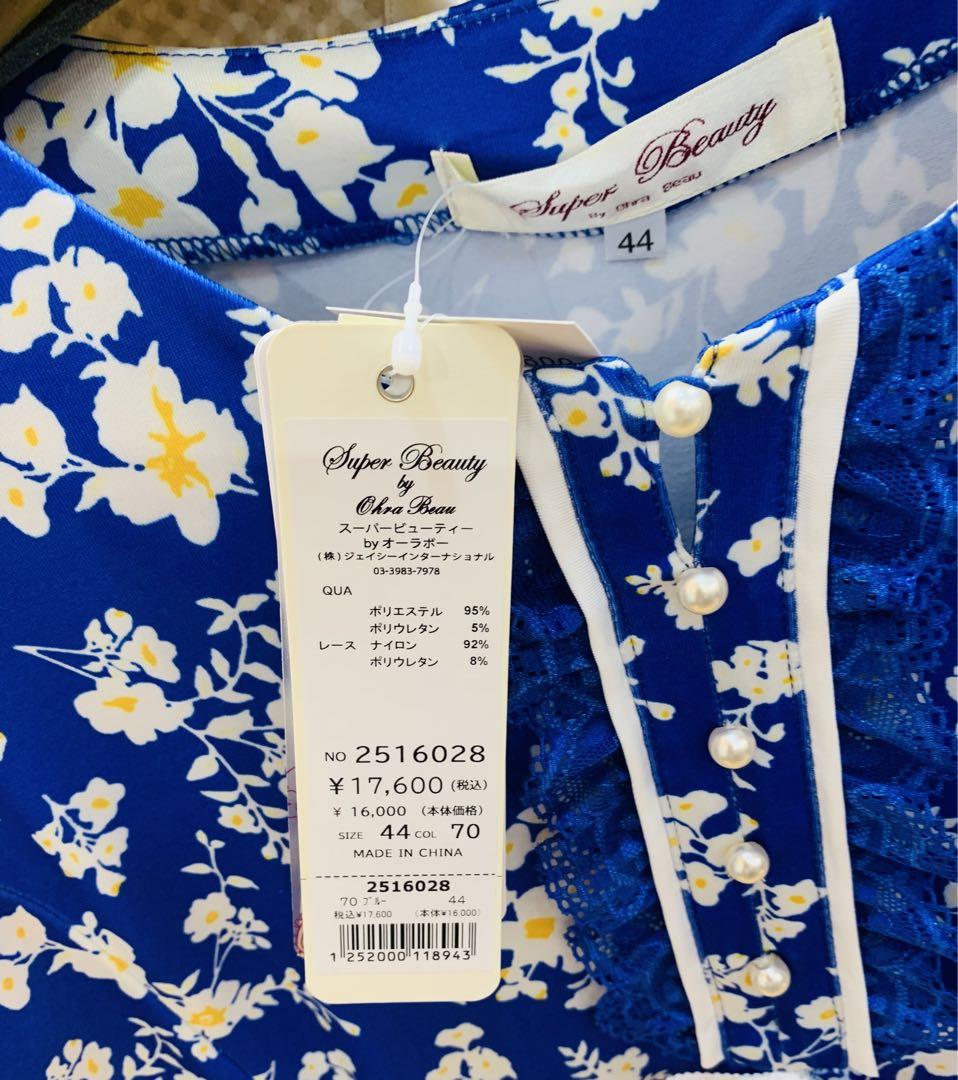 Super Beauty
By Ohra Beau
44
Super Beauty
by
Ohra Beau
スーパービューティー
by オーラボー
(株)ジェイシーインターナショナル
03-3983-7978
QUA
ポリエステル 95%
ポリウレタン 5%
レース ナイロン 92%
ポリウレタン 8%
NO 2516028
¥17,600 (税込)
¥ 16,000 (本体価格)
SIZE 44 COL 70
MADE IN CHINA
2516028
70 ブルー 44
税込¥17,600 (本体¥16,000)
1 252000 118943